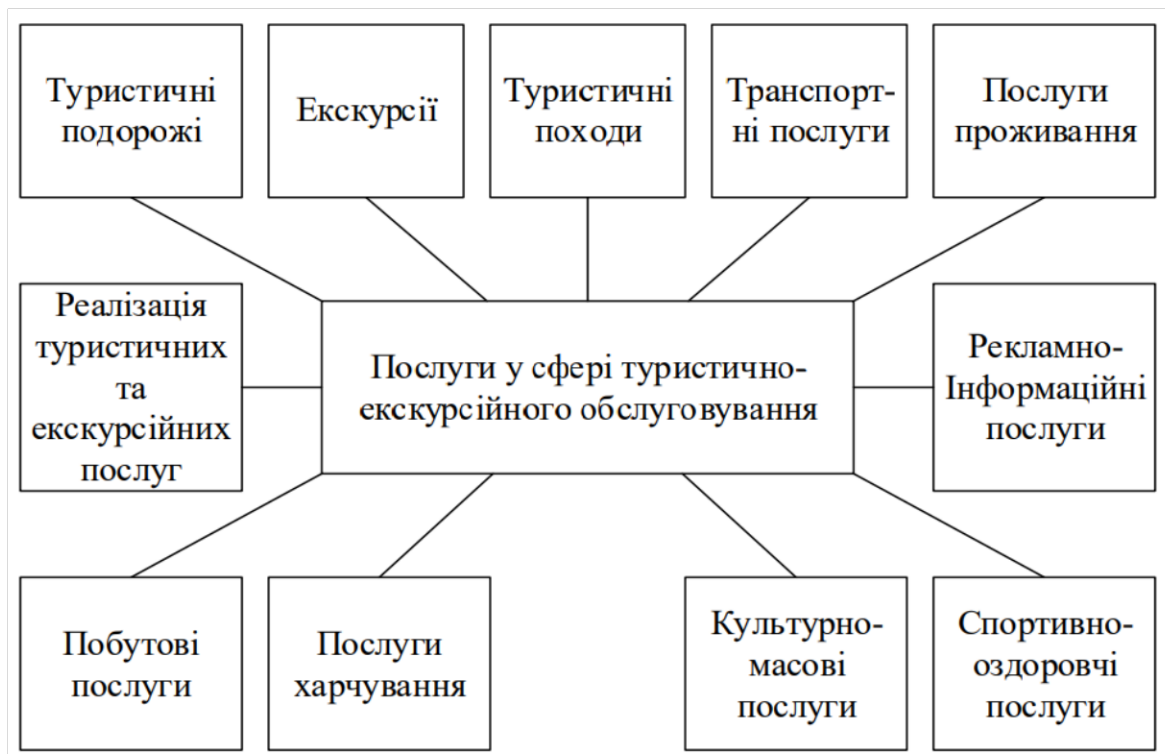 Туристичні
подорожі
Екскурсії
Туристичні
походи
Транспорт-
ні послуги
Послуги
проживання
Реалізація
туристичних
та
екскурсійних
послуг
Послуги у сфері туристично-
екскурсійного обслуговування
Рекламно-
Інформаційні
послуги
Побутові
послуги
Послуги
харчування
Культурно-
масові
послуги
Спортивно-
оздоровчі
послуги